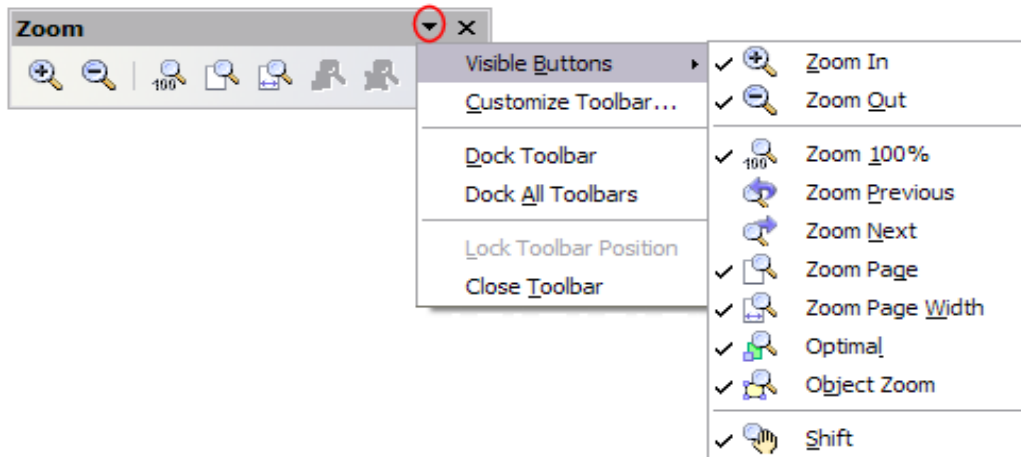 Zoom
100
Visible Buttons
Customize Toolbar...
Dock Toolbar
Dock All Toolbars
Lock Toolbar Position
Close Toolbar
Zoom In
Zoom Out
100
Zoom 100%
Zoom Previous
Zoom Next
Zoom Page
Zoom Page Width
Optimal
Object Zoom
Shift